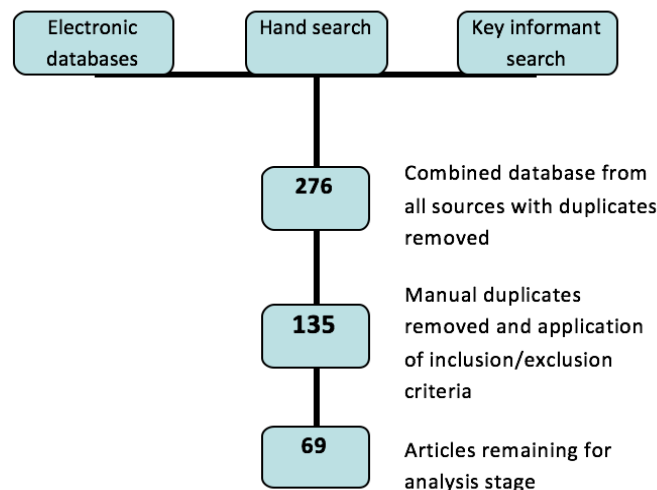 Electronic
databases
Hand search
Key informant
search
276
Combined database from
all sources with duplicates
removed
135
Manual duplicates
removed and application
of inclusion/exclusion
criteria
69
Articles remaining for
analysis stage